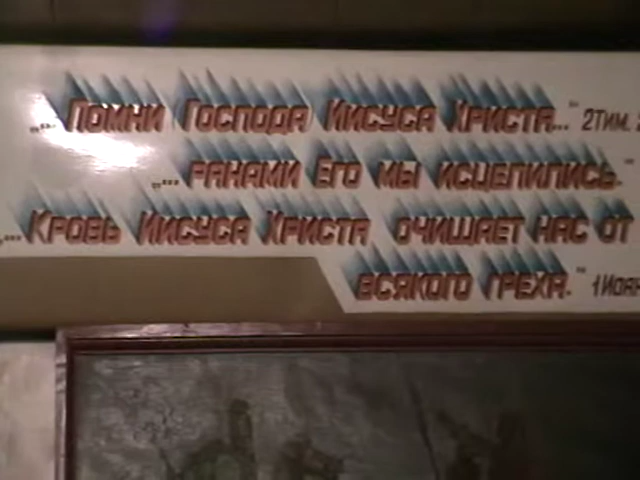 „... Помни Господа Иисуса Христа..." 2Тим.
„... ранами Его мы исцелились."
„... Кровь Иисуса Христа очищает нас от
всякого греха." 1Иоан